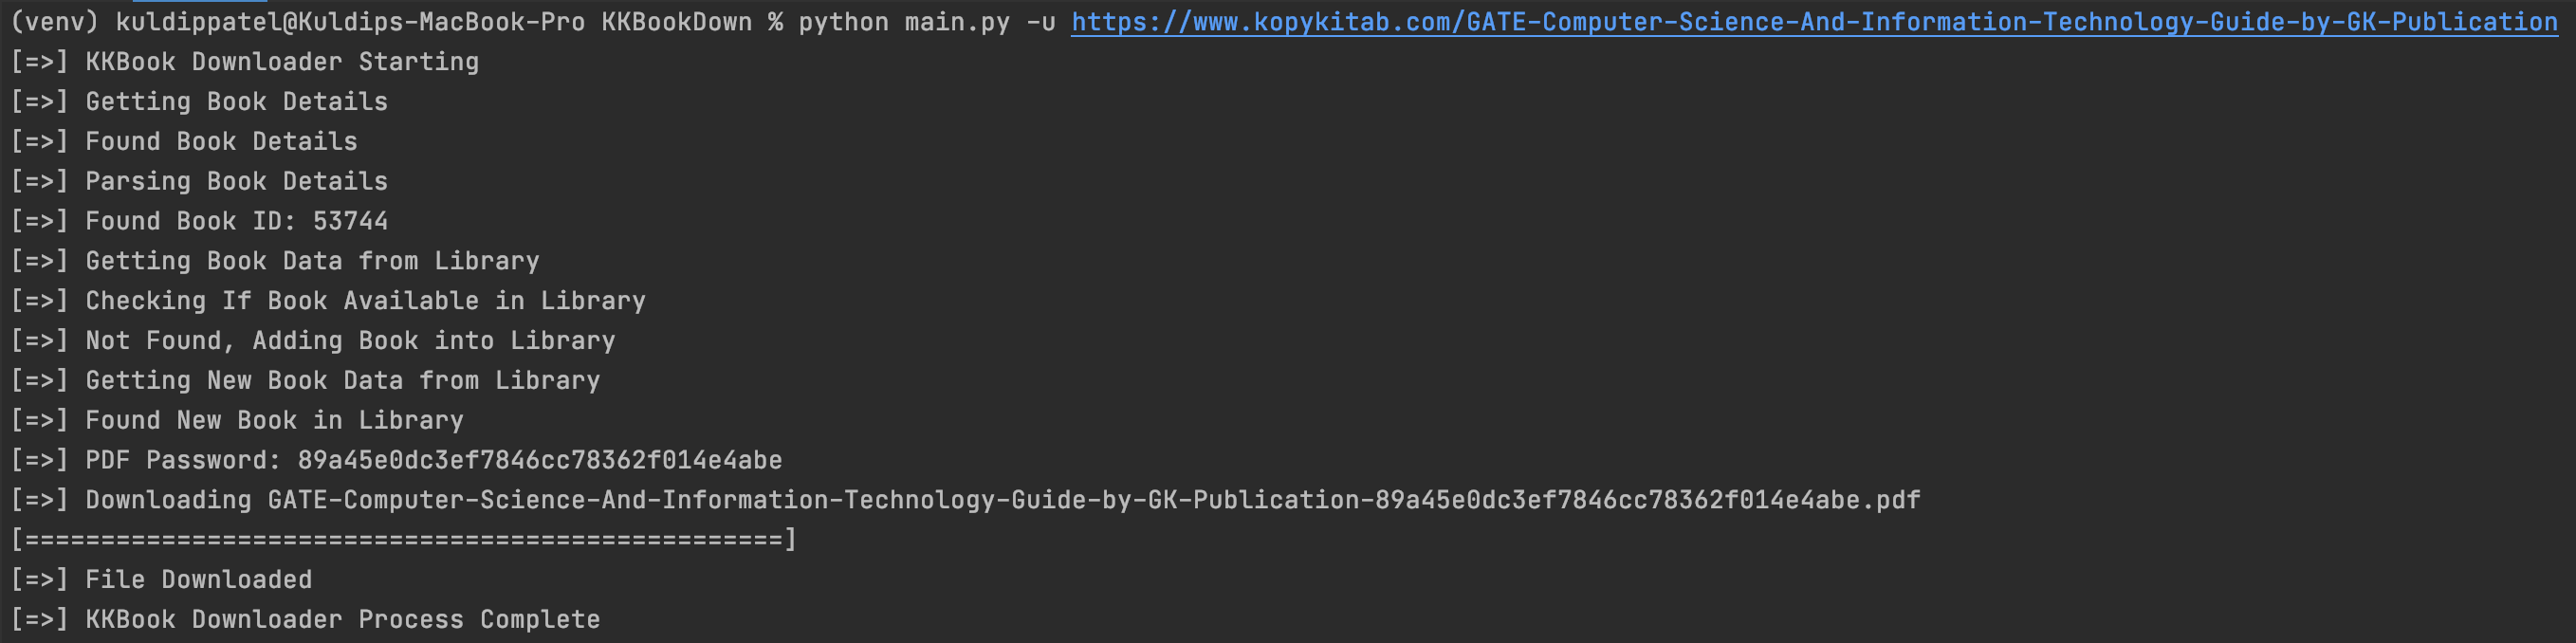 (venv) kuldippatel@Kuldips-MacBook-Pro KKBookDown % python main.py -u https://www.kopykitab.com/GATE-Computer-Science-And-Information-Technology-Guide-by-GK-Publication
[=>] KKBook Downloader Starting
[=>] Getting Book Details
[=>] Found Book Details
[=>] Parsing Book Details
[=>] Found Book ID: 53744
[=>] Getting Book Data from Library
[=>] Checking If Book Available in Library
[=>] Not Found, Adding Book into Library
[=>] Getting New Book Data from Library
[=>] Found New Book in Library
[=>] PDF Password: 89a45e0dc3ef7846cc78362f014e4abe
[=>] Downloading GATE-Computer-Science-And-Information-Technology-Guide-by-GK-Publication-89a45e0dc3ef7846cc78362f014e4abe.pdf
[==================================================]
[=>] File Downloaded
[=>] KKBook Downloader Process Complete